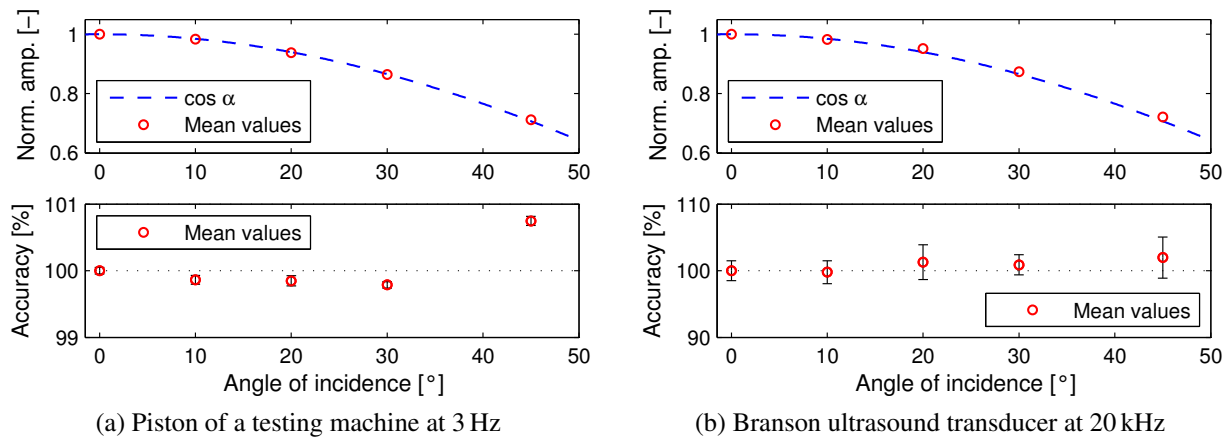 Norm. amp. [−]
1
0.8
0.6
cos α
Mean values
0 10 20 30 40 50
Accuracy [%]
101
100
99
Mean values
0 10 20 30 40 50
Angle of incidence [°]
(a) Piston of a testing machine at 3 Hz
Norm. amp. [−]
1
0.8
0.6
cos α
Mean values
0 10 20 30 40 50
Accuracy [%]
110
100
90
Mean values
0 10 20 30 40 50
Angle of incidence [°]
(b) Branson ultrasound transducer at 20 kHz